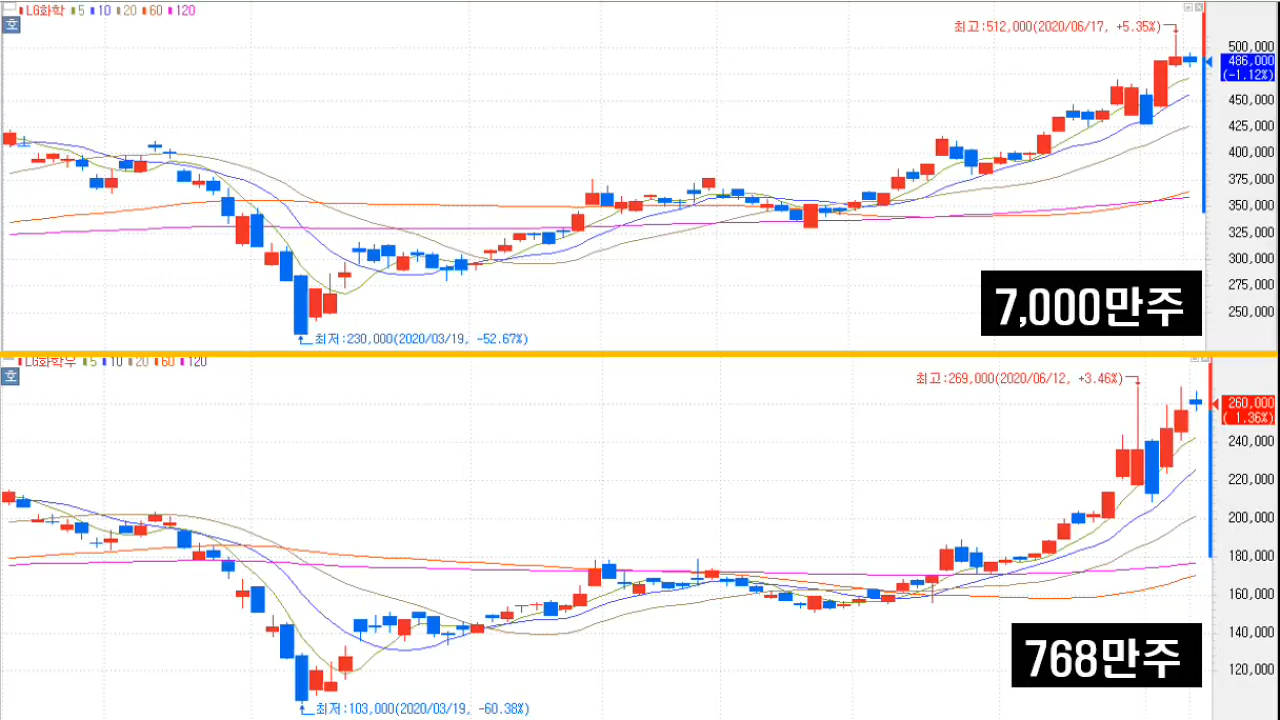 LG화학 5 10 20 60 120
호
최고:512,000(2020/06/17, +5.35%)
500,000
486,000
(-1.12%)
450,000
425,000
400,000
375,000
350,000
325,000
300,000
275,000
250,000
7,000만주
최저:230,000(2020/03/19, -52.67%)
LG화학우 5 10 20 60 120
호
최고:269,000(2020/06/12, +3.46%)
260,000
( 1.36%)
240,000
220,000
200,000
180,000
160,000
140,000
120,000
768만주
최저:103,000(2020/03/19, -60.38%)